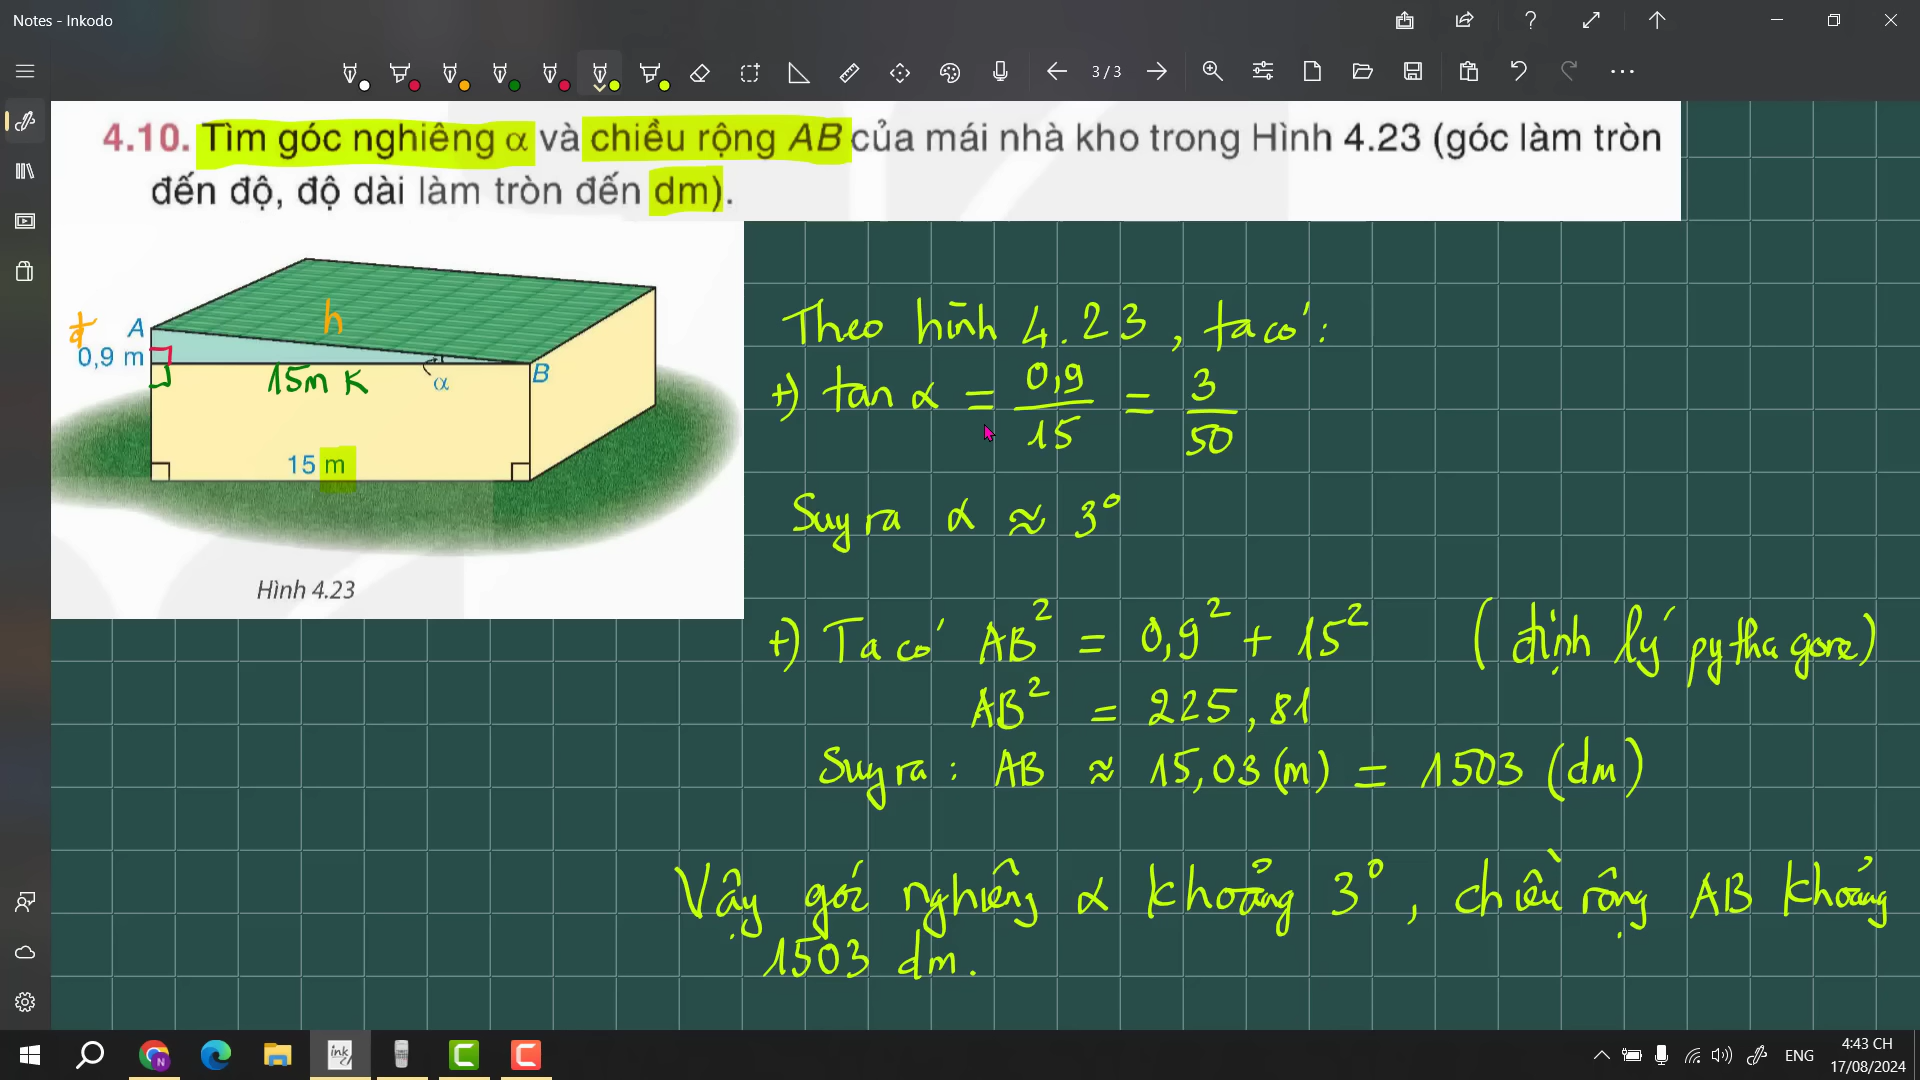 Notes - Inkodo
3 / 3
4.10. Tìm góc nghiêng α và chiều rộng AB của mái nhà kho trong Hình 4.23 (góc làm tròn
đến độ, độ dài làm tròn đến dm).
đ
A
0,9 m
h
15m K
α
B
15 m
Hình 4.23
Theo hình 4.23, ta có:
+) tan α = 0,9/15 = 3/50
Suy ra α ≈ 3°
+) Ta có AB² = 0,9² + 15² (định lý pythagore)
AB² = 225,81
Suy ra: AB ≈ 15,03 (m) = 1503 (dm)
Vậy góc nghiêng α khoảng 3°, chiều rộng AB khoảng
1503 dm.
N
ink
ENG
4:43 CH
17/08/2024